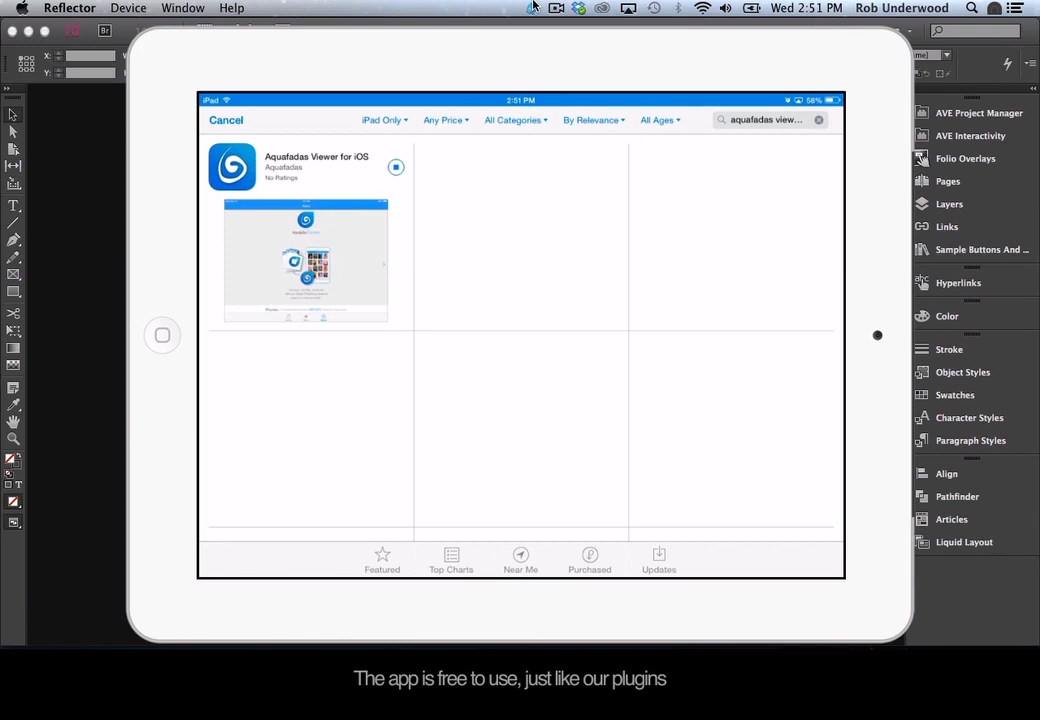 Reflector Device Window Help
Wed 2:51 PM Rob Underwood
Br
X:
Y:
iPad 2:51 PM 58%
Cancel iPad Only Any Price All Categories By Relevance All Ages aquafadas view...
Aquafadas Viewer for iOS
Aquafadas
No Ratings
Featured Top Charts Near Me Purchased Updates
AVE Project Manager
AVE Interactivity
Folio Overlays
Pages
Layers
Links
Sample Buttons And ...
Hyperlinks
Color
Stroke
Object Styles
Swatches
Character Styles
Paragraph Styles
Align
Pathfinder
Articles
Liquid Layout
The app is free to use, just like our plugins